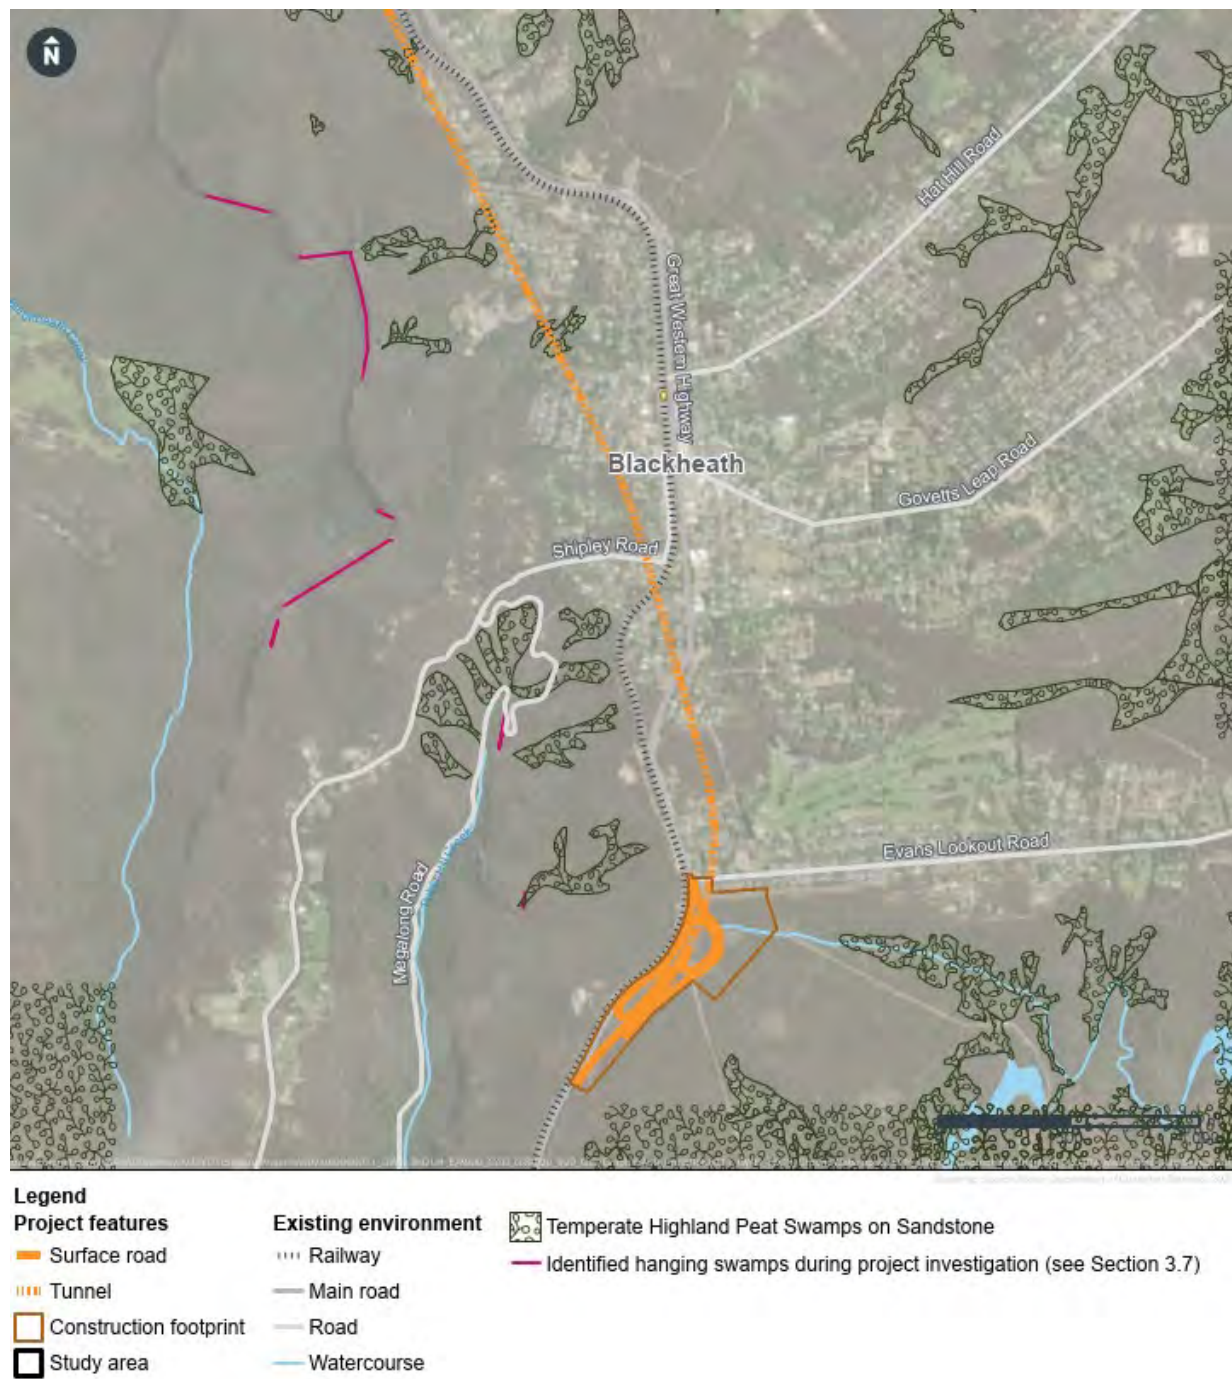 N
Hat Hill Road
Great Western Highway
Blackheath
Govetts Leap Road
Shipley Road
Evans Lookout Road
Megalong Road
Legend
Project features
Surface road
Tunnel
Construction footprint
Study area
Existing environment
Railway
Main road
Road
Watercourse
Temperate Highland Peat Swamps on Sandstone
Identified hanging swamps during project investigation (see Section 3.7)